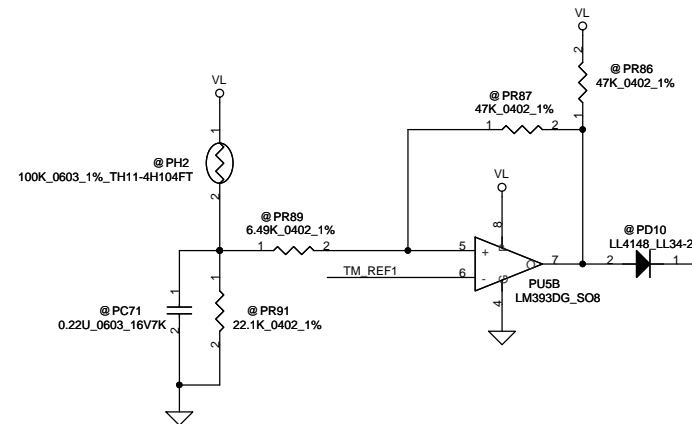 VL
2
@PR86
47K_0402_1%
1
VL
@PR87
47K_0402_1%
1
2
1
@PH2
100K_0603_1%_TH11-4H104FT
2
VL
8
@PR89
6.49K_0402_1%
1
2
5
+
P
@PD10
LL4148_LL34-2
O
7
2
1
TM_REF1
6
-
G
PU5B
LM393DG_SO8
4
1
@PC71
0.22U_0603_16V7K
2
1
@PR91
22.1K_0402_1%
2